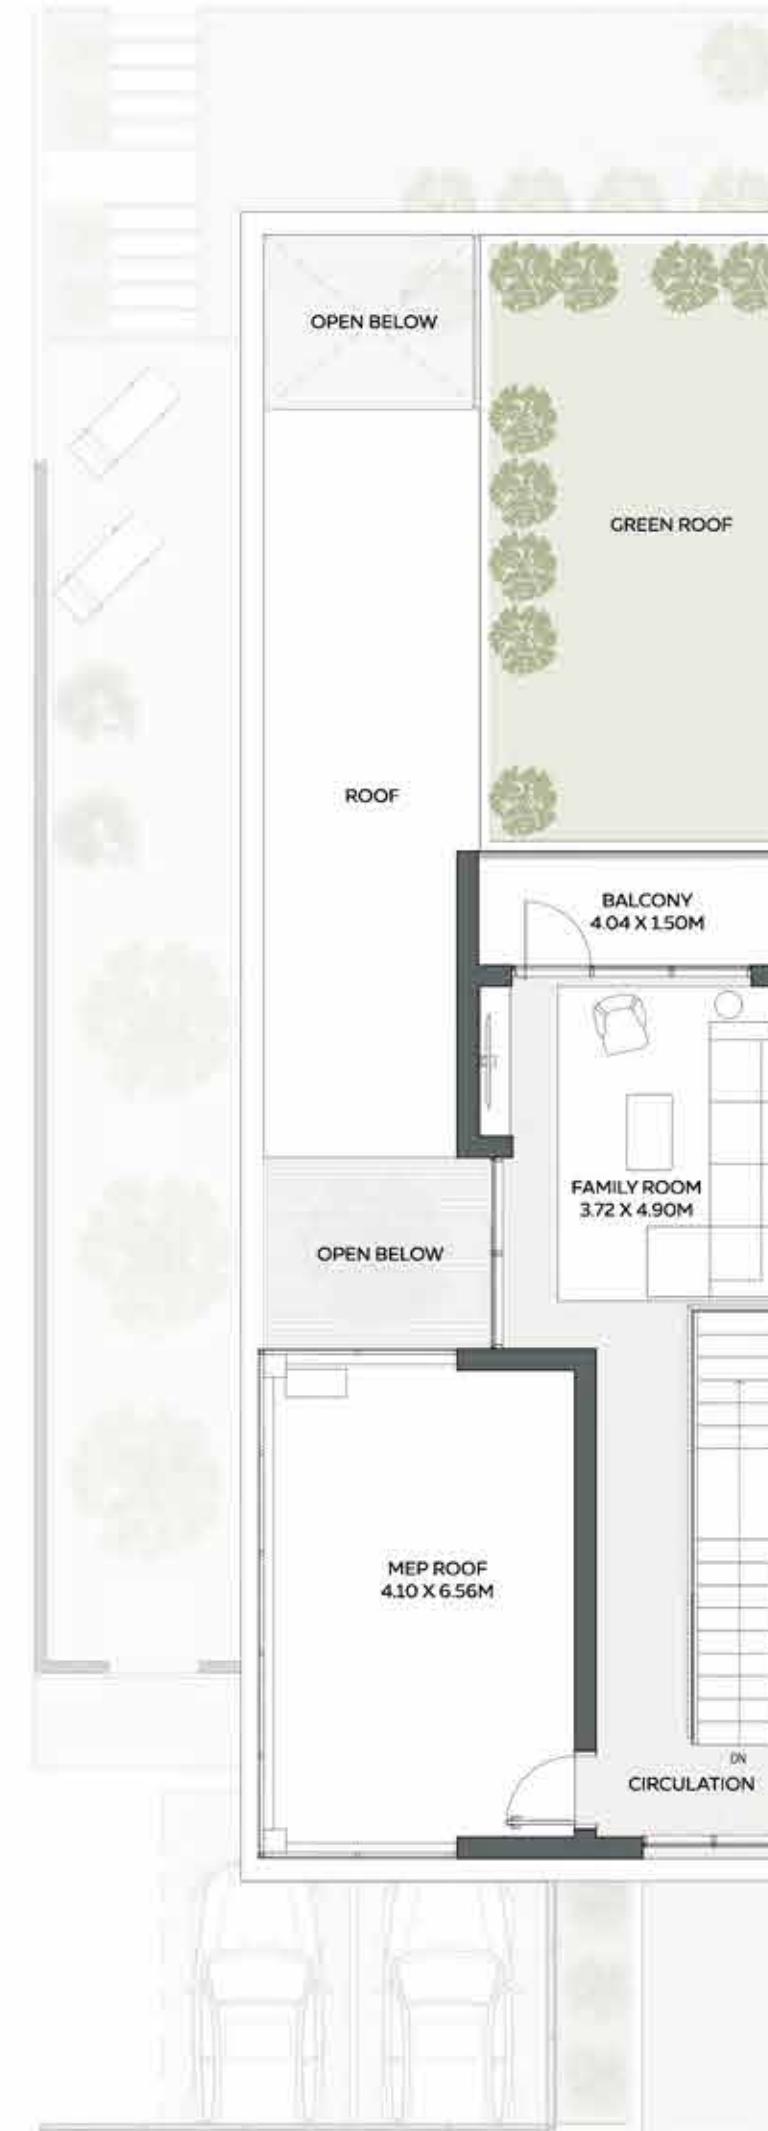 OPEN BELOW
GREEN ROOF
ROOF
BALCONY
4.04 X 1.50M
FAMILY ROOM
3.72 X 4.90M
OPEN BELOW
MEP ROOF
4.10 X 6.56M
DN
CIRCULATION